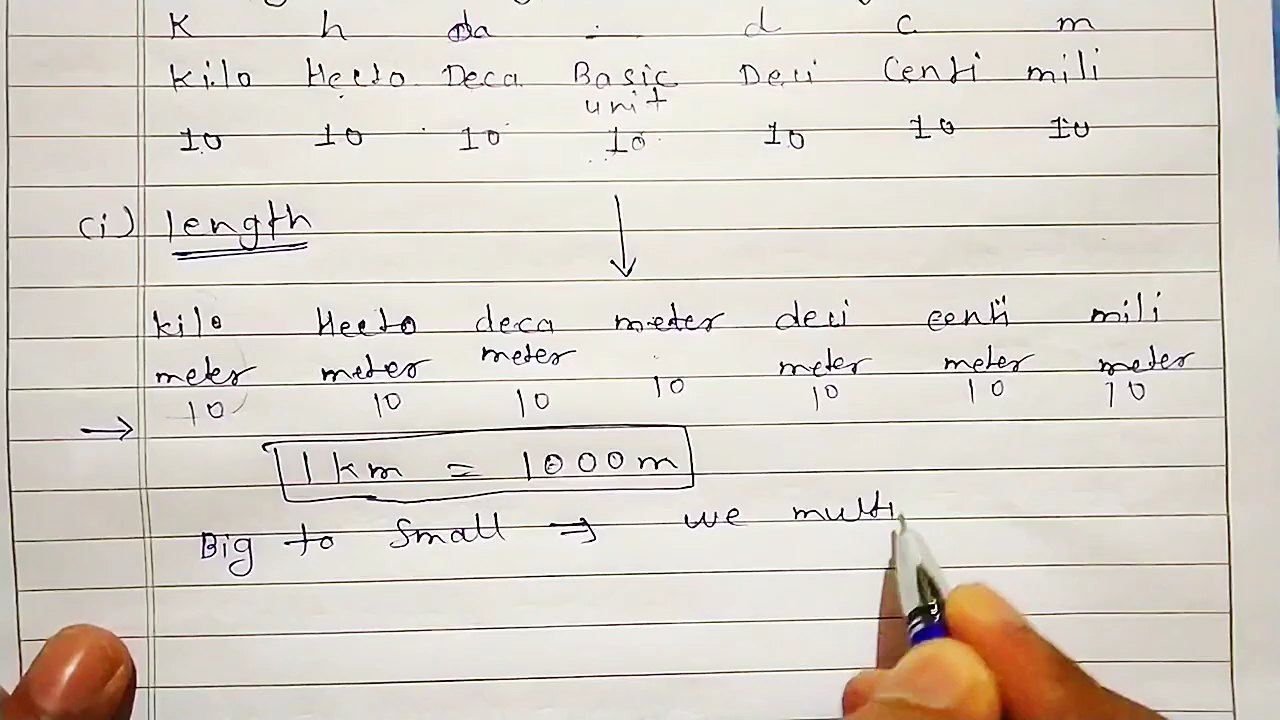 K h da . d c m
Kilo Hecto Deca Basic Deci Centi mili
unit
10 10 10 10 10 10 10
(i) length
kilo Hecto deca meter deci centi mili
meter meter meter meter meter meter
10 10 10 10 10 10 10
→ 1 km = 1000m
Big to Small → we multi